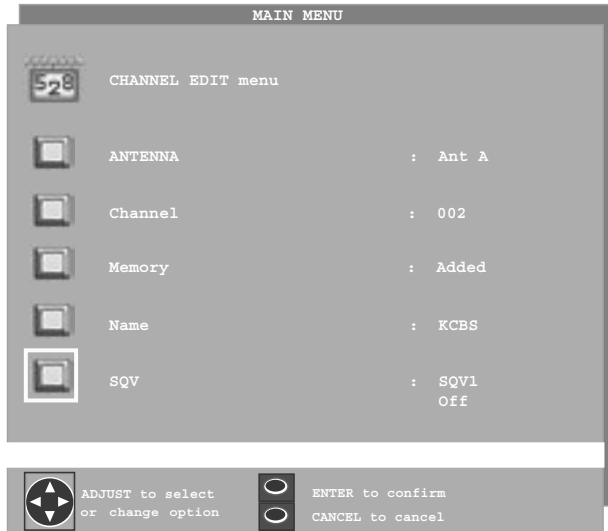 MAIN MENU
528
CHANNEL EDIT menu
ANTENNA : Ant A
Channel : 002
Memory : Added
Name : KCBS
SQV : SQV1
Off
ADJUST to select
or change option
ENTER to confirm
CANCEL to cancel